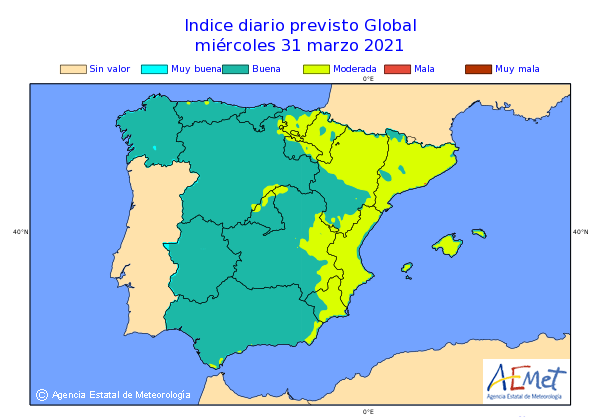 Indice diario previsto Global
miércoles 31 marzo 2021
Sin valor Muy buena Buena Moderada Mala Muy mala
0°E
40°N 40°N
AEMet
Agencia Estatal de Meteorología
© Agencia Estatal de Meteorología
0°E